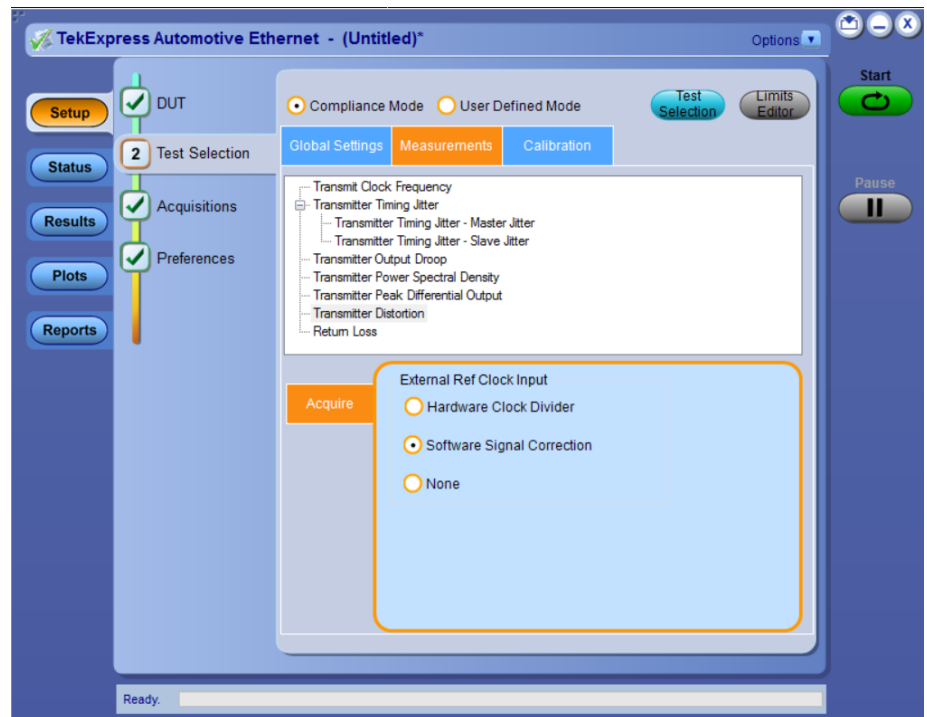 TekExpress Automotive Ethernet - (Untitled)*
Options
Start
Setup
DUT
Compliance Mode
User Defined Mode
Test
Selection
Limits
Editor
2
Test Selection
Global Settings
Measurements
Calibration
Status
Transmit Clock Frequency
Transmitter Timing Jitter
Transmitter Timing Jitter - Master Jitter
Transmitter Timing Jitter - Slave Jitter
Transmitter Output Droop
Transmitter Power Spectral Density
Transmitter Peak Differential Output
Transmitter Distortion
Return Loss
Pause
Acquisitions
Results
Preferences
Plots
Reports
Acquire
External Ref Clock Input
Hardware Clock Divider
Software Signal Correction
None
Ready.